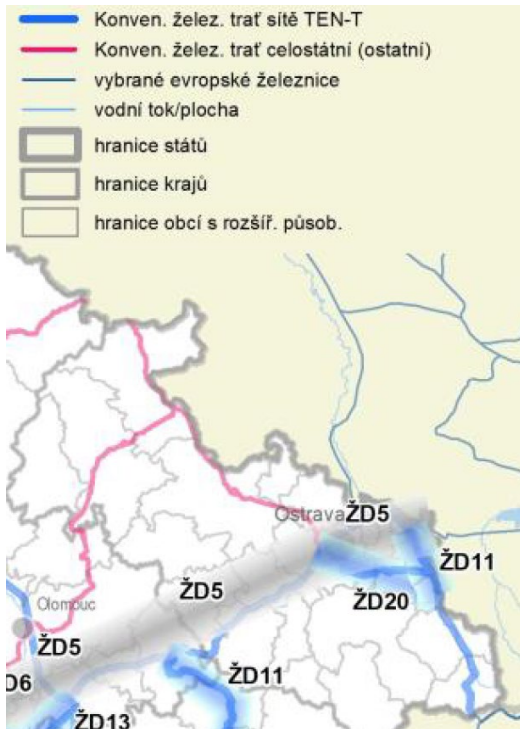 Konven. želez. trať sítě TEN-T
Konven. želez. trať celostátní (ostatní)
vybrané evropské železnice
vodní tok/plocha
hranice států
hranice krajů
hranice obcí s rozšíř. působ.
Ostrava
ŽD5
ŽD11
ŽD5
ŽD20
Olomouc
ŽD5
ŽD11
D6
ŽD13